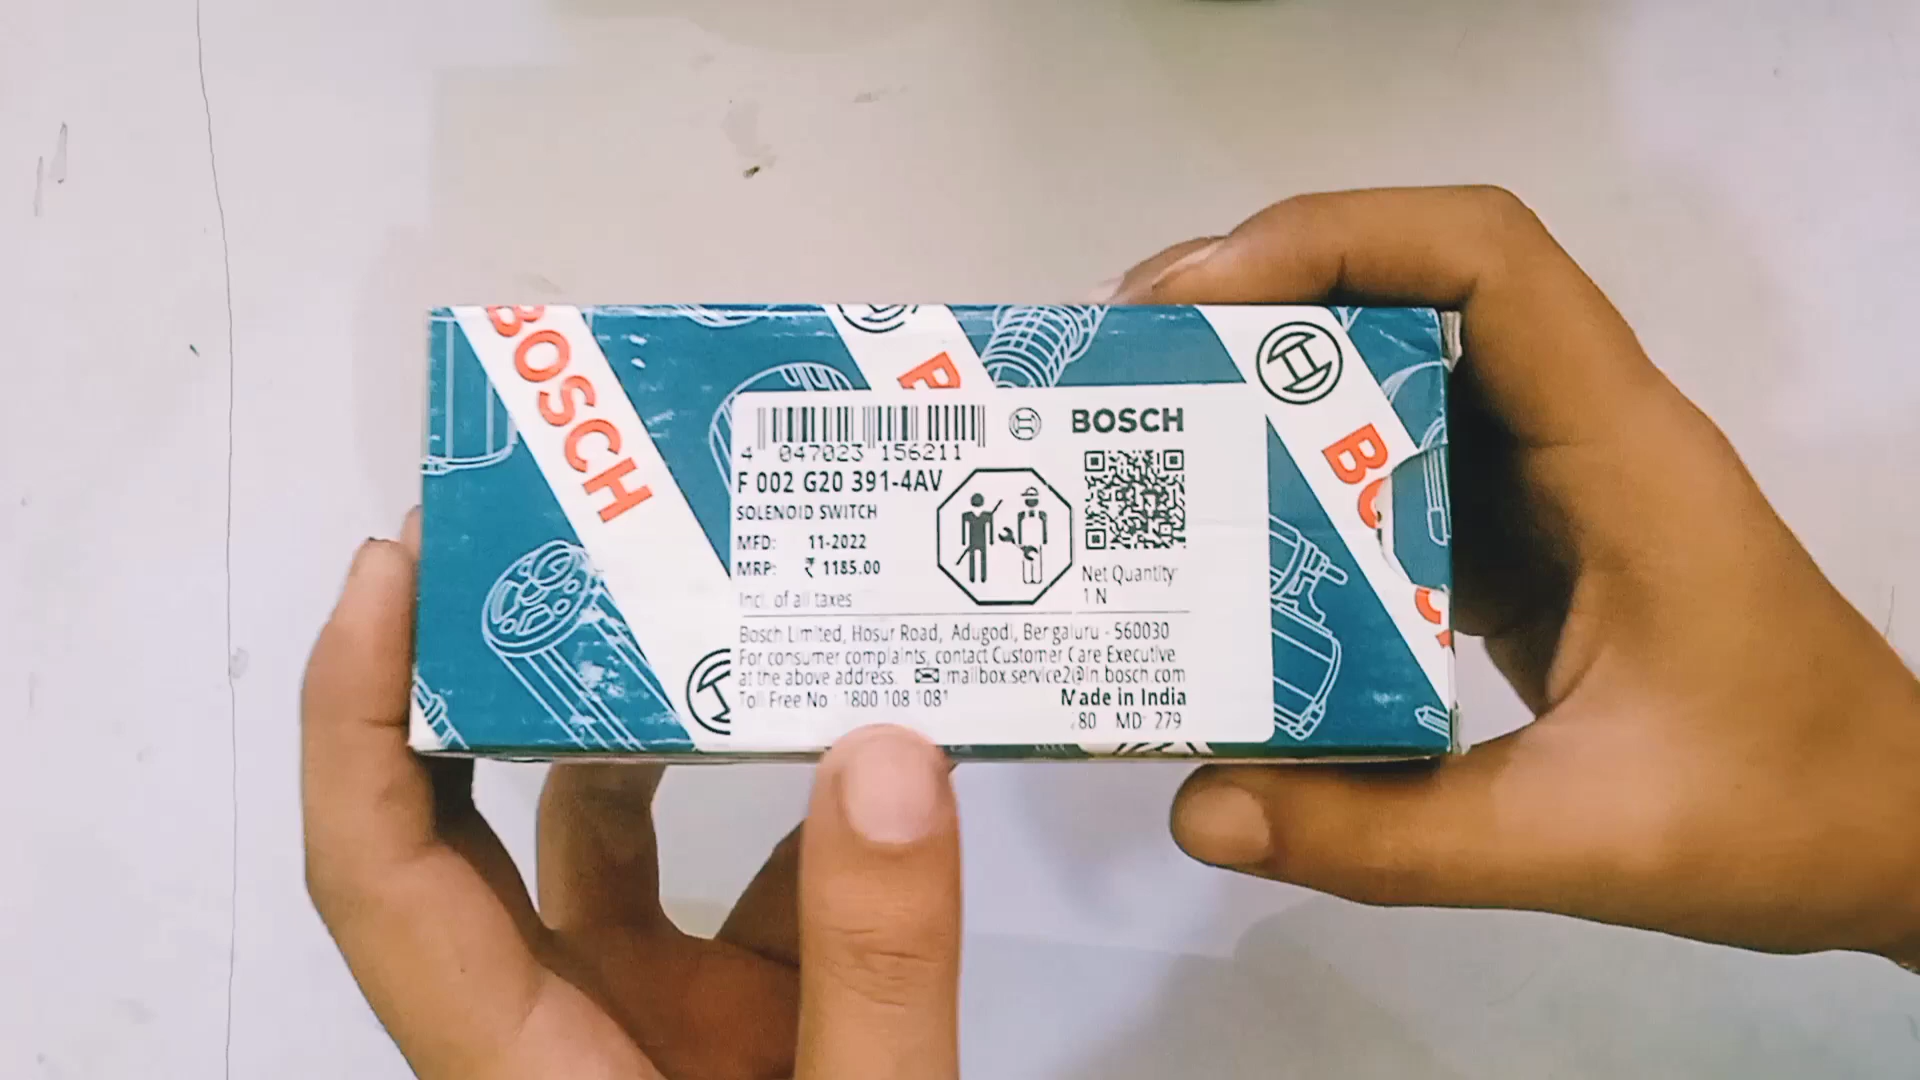 BOSCH
BOSCH
4 047023 156211
F 002 G20 391-4AV
SOLENOID SWITCH
MFD: 11-2022
MRP: ₹ 1185.00
Incl. of all taxes
Net Quantity
1 N
Bosch Limited, Hosur Road, Adugodi, Bengaluru - 560030
For consumer complaints, contact Customer Care Executive
at the above address. mailbox.service2@in.bosch.com
Toll Free No : 1800 108 1081
Made in India
80 MD 279